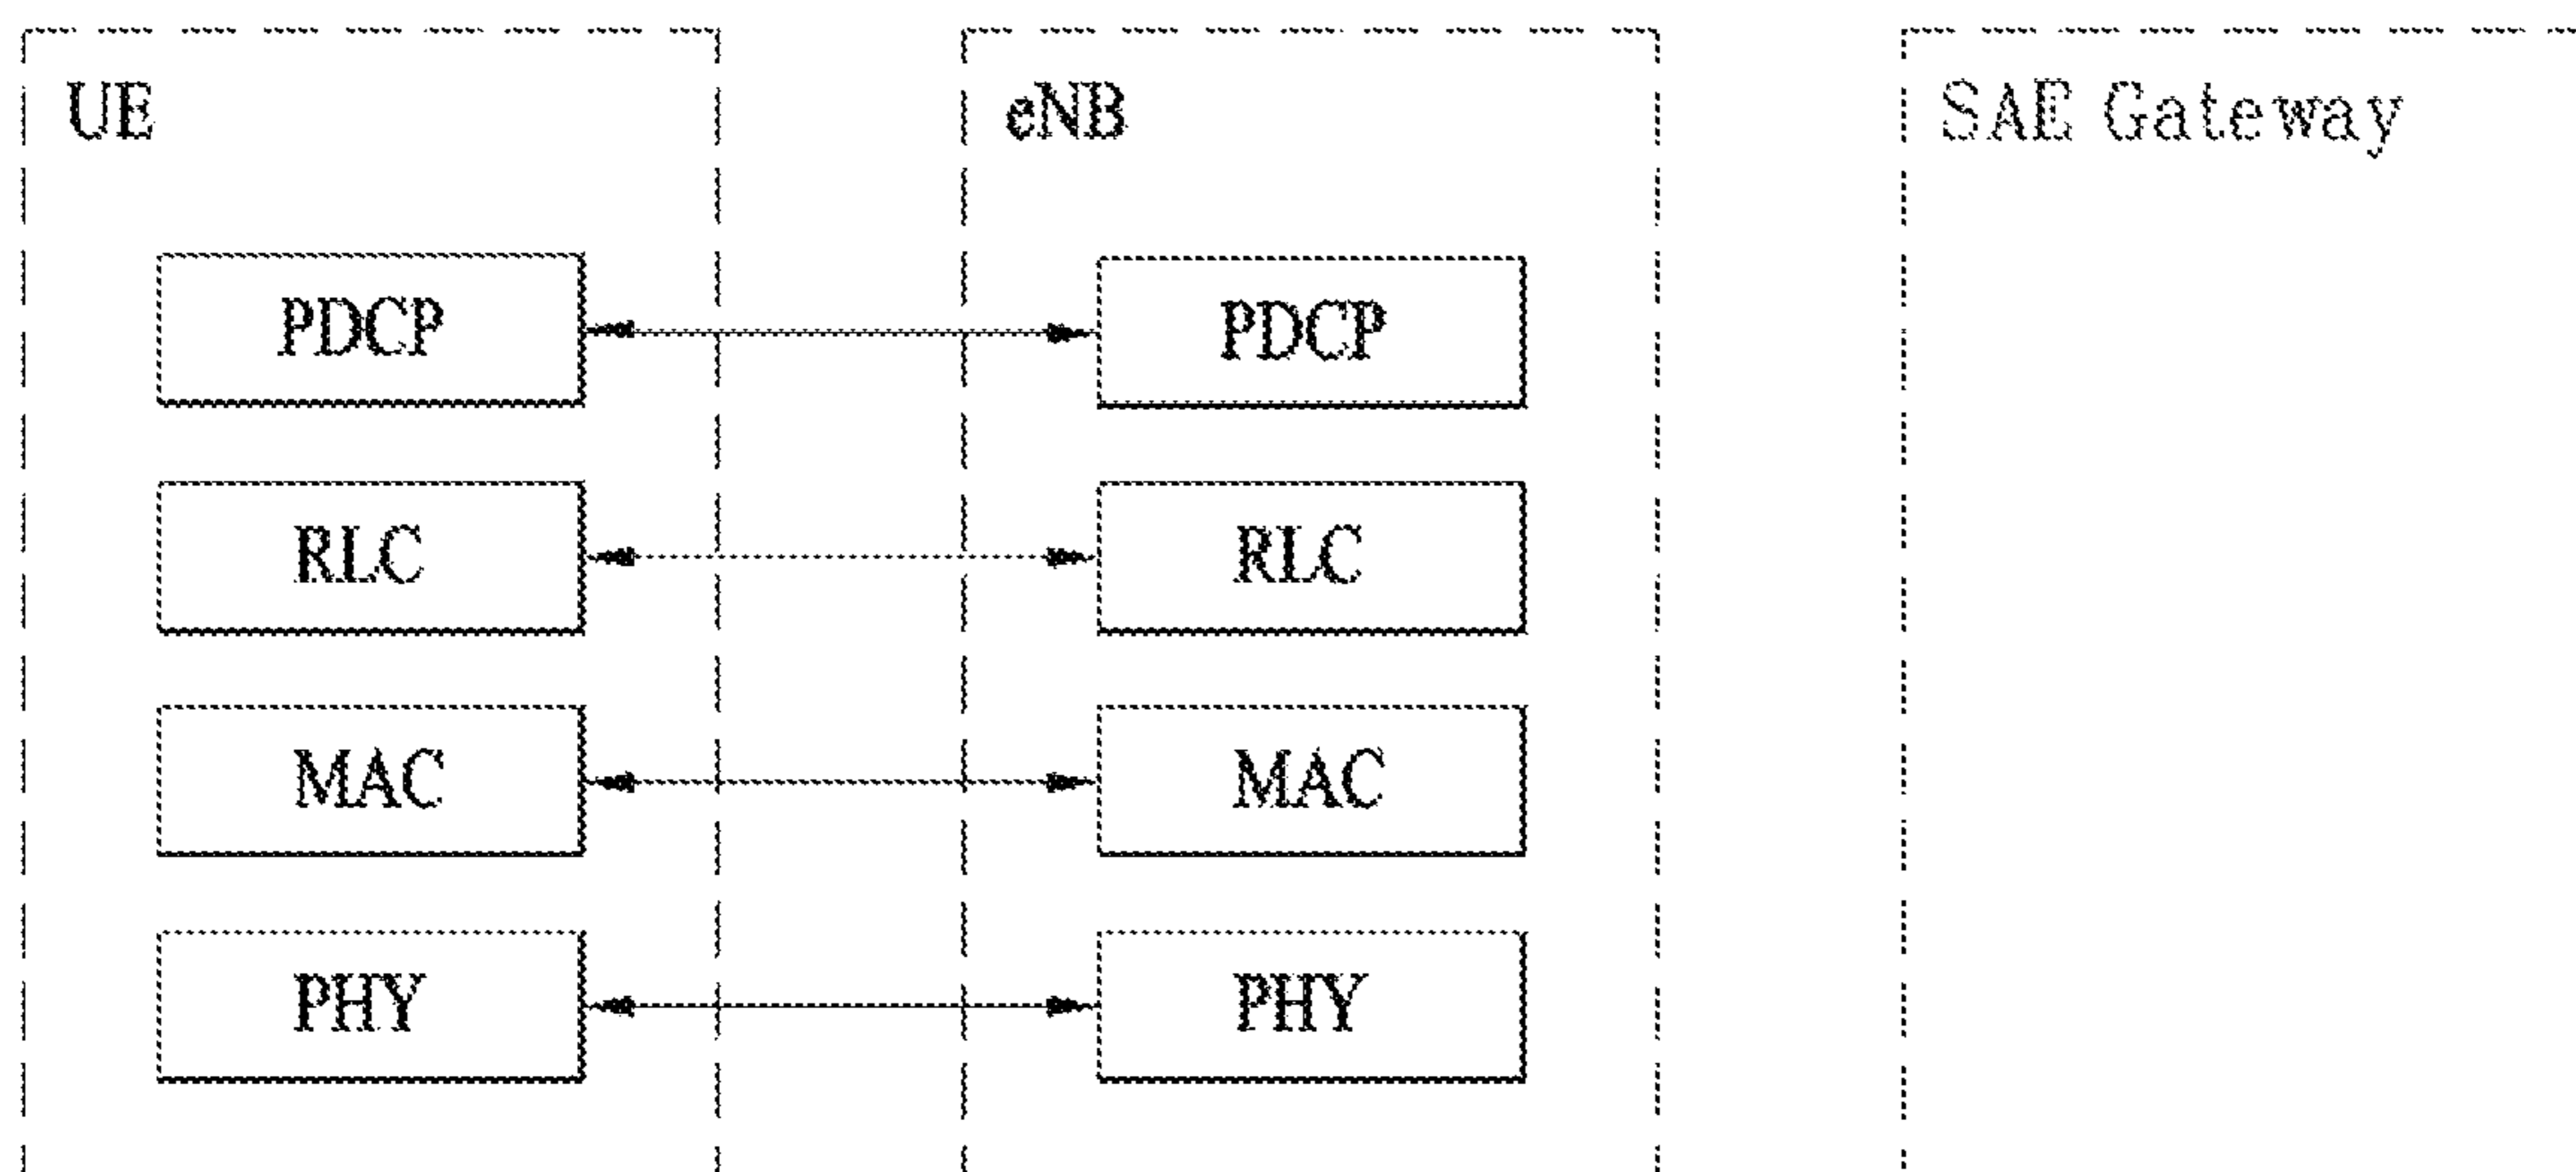 UE
eNB
SAE Gateway
PDCP
PDCP
RLC
RLC
MAC
MAC
PHY
PHY